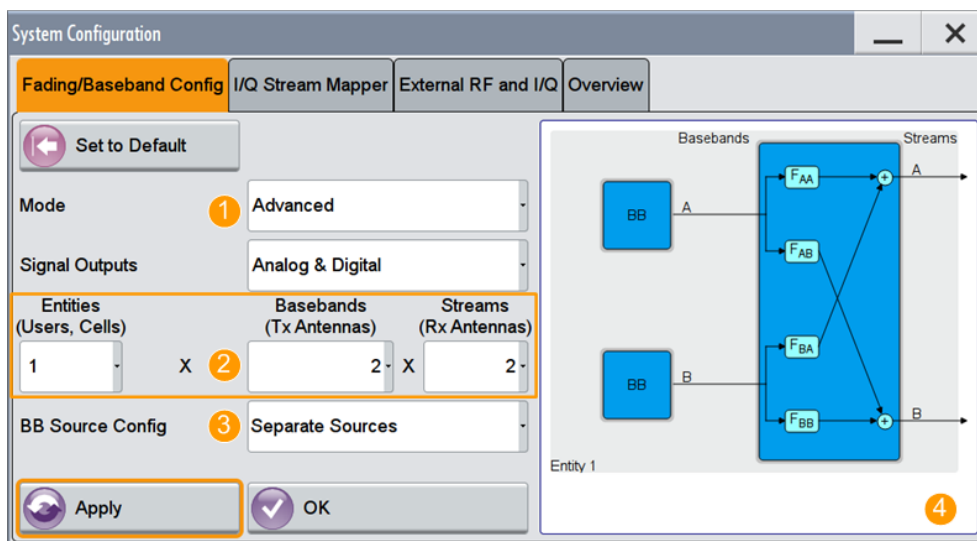 System Configuration
Fading/Baseband Config
I/Q Stream Mapper
External RF and I/Q
Overview
Set to Default
Mode
1
Advanced
Signal Outputs
Analog & Digital
Entities
(Users, Cells)
Basebands
(Tx Antennas)
Streams
(Rx Antennas)
1
X
2
2
X
2
BB Source Config
3
Separate Sources
Apply
OK
Basebands
Streams
BB
A
FAA
+
A
FAB
BB
B
FBA
FBB
+
B
Entity 1
4